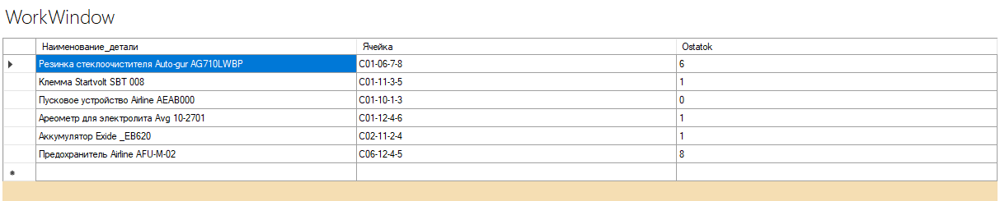 WorkWindow
Наименование_детали Ячейка Ostatok
Резинка стеклоочистителя Auto-gur AG710LWBP C01-06-7-8 6
Клемма Startvolt SBT 008 C01-11-3-5 1
Пусковое устройство Airline AEAB000 C01-10-1-3 0
Ареометр для электролита Avg 10-2701 C01-12-4-6 1
Аккумулятор Exide _EB620 C02-11-2-4 1
Предохранитель Airline AFU-M-02 C06-12-4-5 8